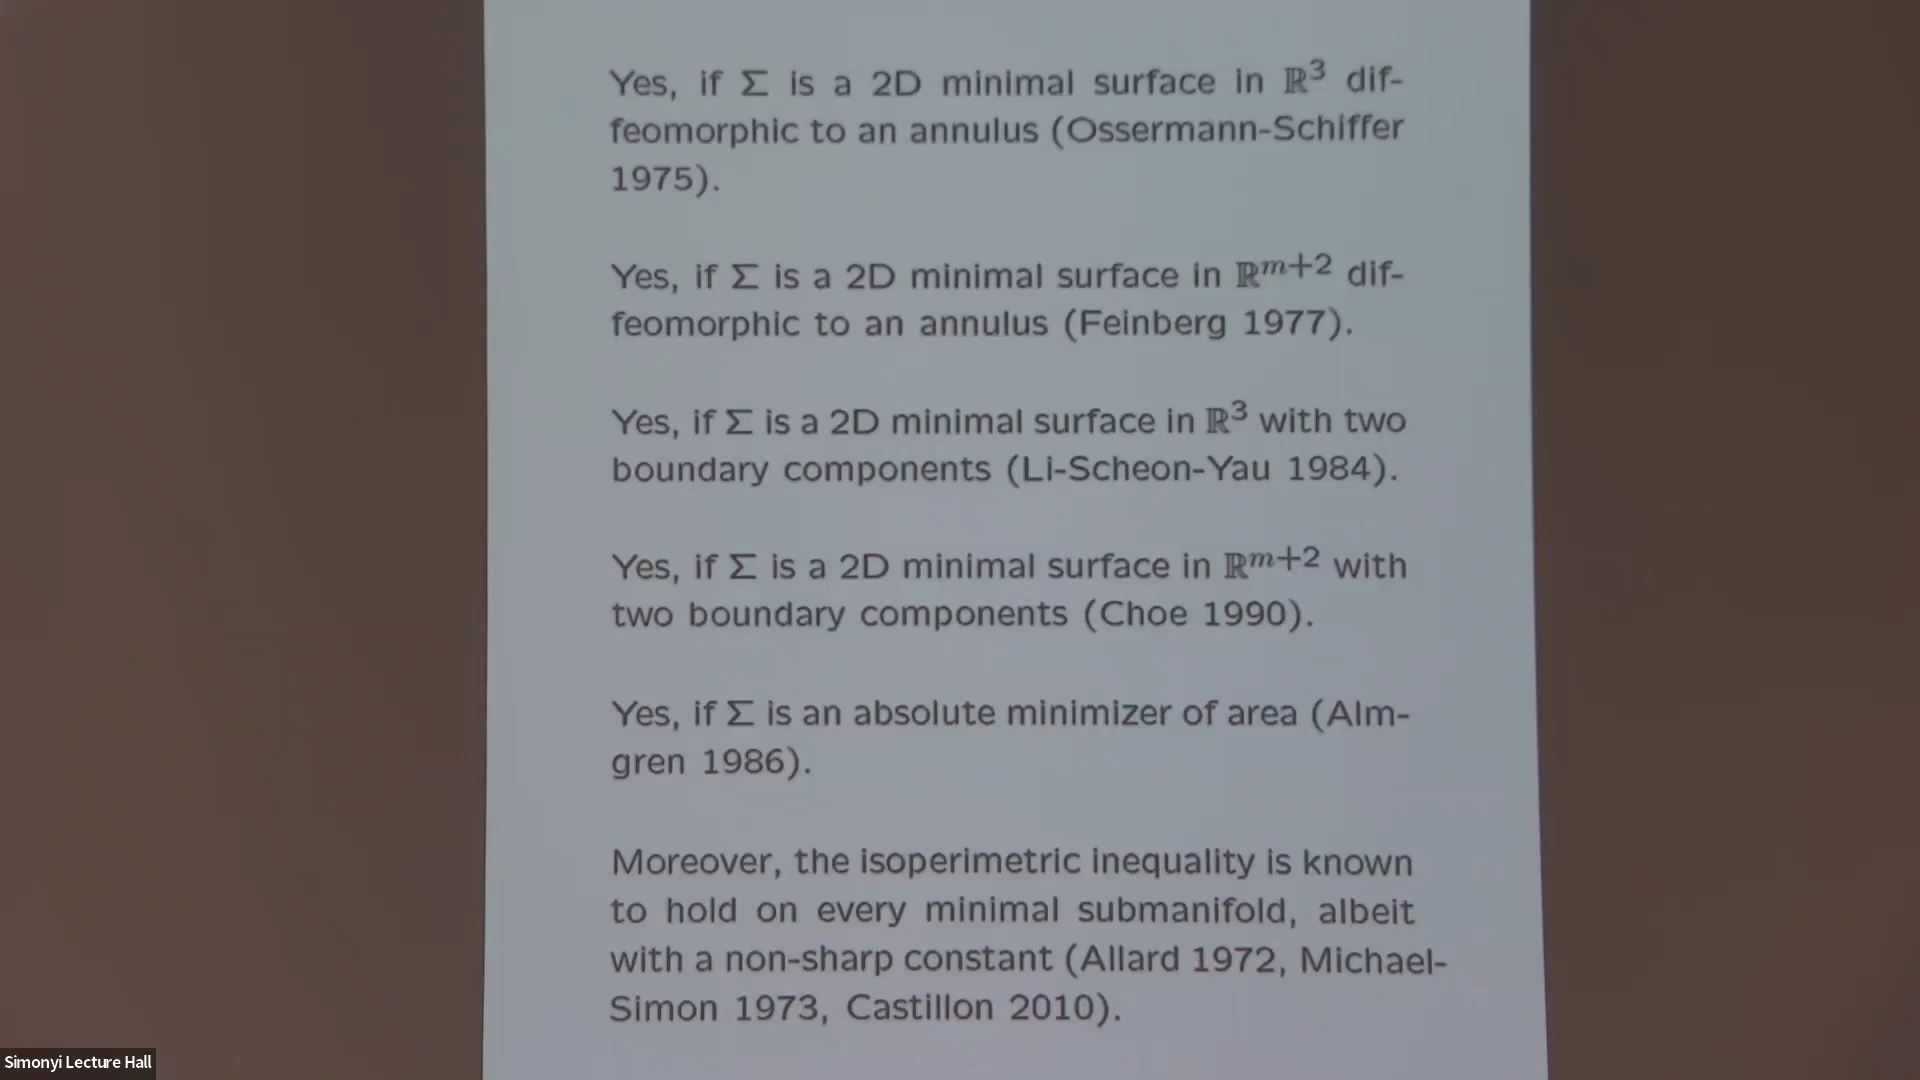 Yes, if Σ is a 2D minimal surface in ℝ³ dif-
feomorphic to an annulus (Ossermann-Schiffer
1975).
Yes, if Σ is a 2D minimal surface in ℝᵐ⁺² dif-
feomorphic to an annulus (Feinberg 1977).
Yes, if Σ is a 2D minimal surface in ℝ³ with two
boundary components (Li-Scheon-Yau 1984).
Yes, if Σ is a 2D minimal surface in ℝᵐ⁺² with
two boundary components (Choe 1990).
Yes, if Σ is an absolute minimizer of area (Alm-
gren 1986).
Moreover, the isoperimetric inequality is known
to hold on every minimal submanifold, albeit
with a non-sharp constant (Allard 1972, Michael-
Simon 1973, Castillon 2010).
Simonyi Lecture Hall